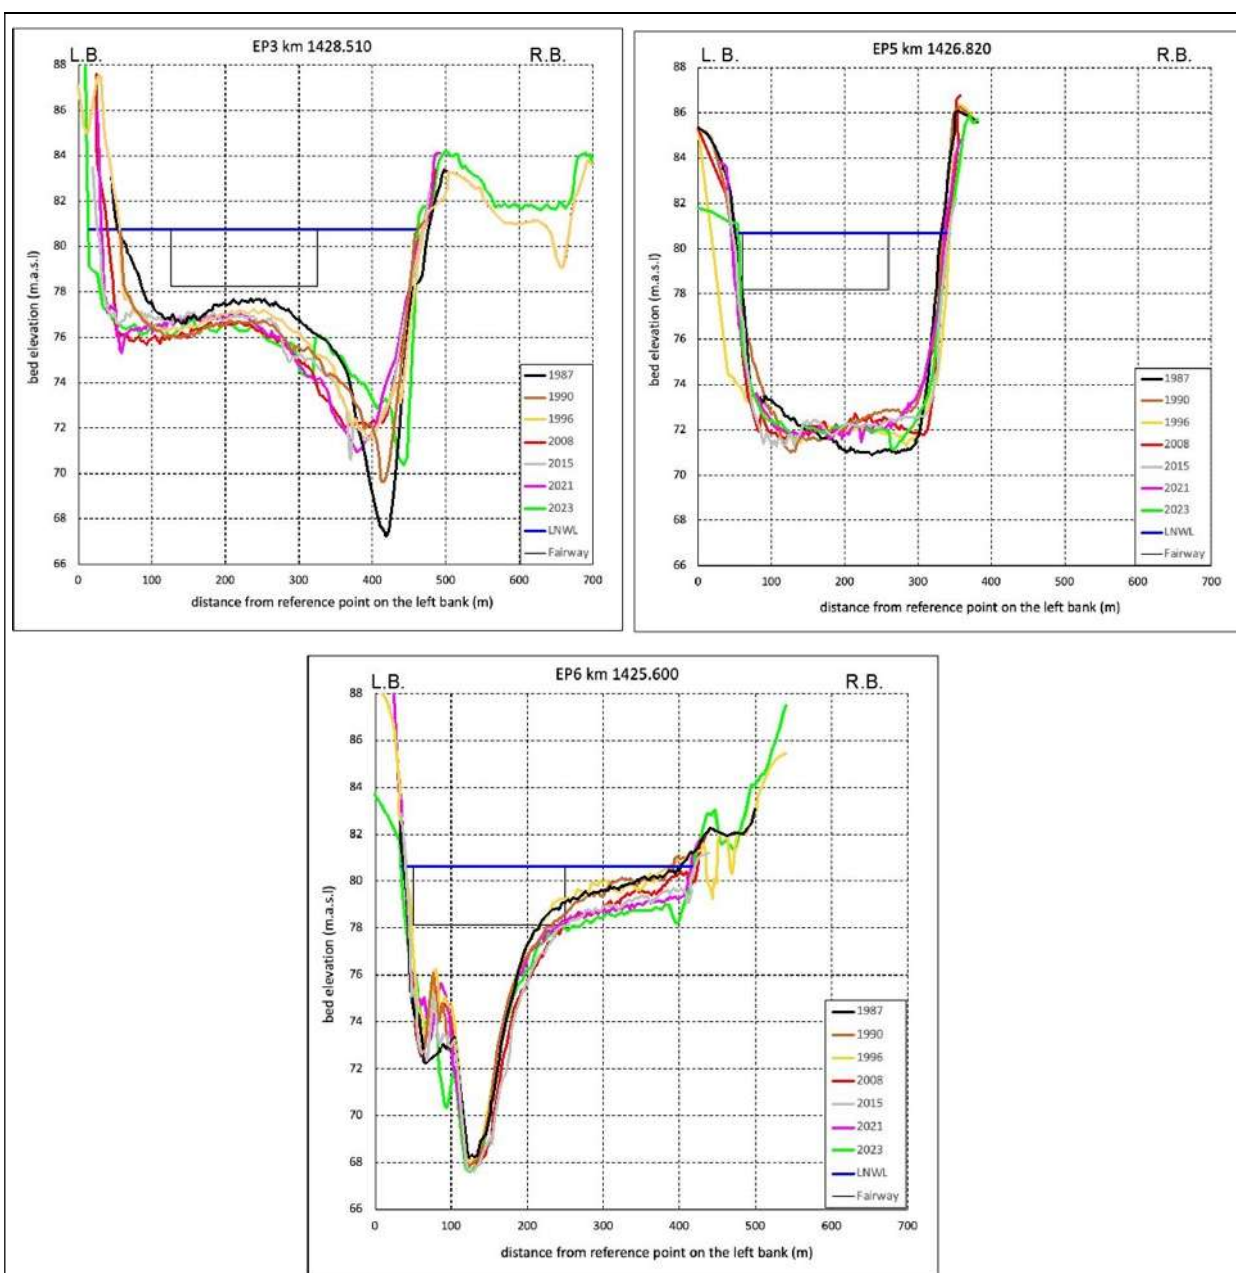 EP3 km 1428.510
L.B.
R.B.
88
86
84
82
80
78
76
74
72
70
68
66
bed elevation (m.a.s.l)
0 100 200 300 400 500 600 700
distance from reference point on the left bank (m)
1987
1990
1996
2008
2015
2021
2023
LNWL
Fairway
EP5 km 1426.820
L. B.
R.B.
88
86
84
82
80
78
76
74
72
70
68
66
bed elevation (m.a.s.l)
0 100 200 300 400 500 600 700
distance from reference point on the left bank (m)
1987
1990
1996
2008
2015
2021
2023
LNWL
Fairway
EP6 km 1425.600
L.B.
R.B.
88
86
84
82
80
78
76
74
72
70
68
66
bed elevation (m.a.s.l)
0 100 200 300 400 500 600 700
distance from reference point on the left bank (m)
1987
1990
1996
2008
2015
2021
2023
LNWL
Fairway